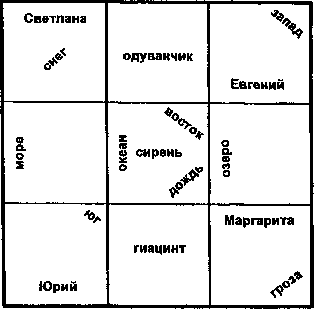 Светлана
снег
одуванчик
запад
Евгений
море
океан
восток
сирень
дождь
озеро
юг
Юрий
гиацинт
Маргарита
гроза